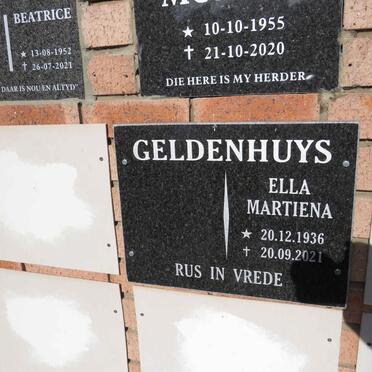 BEATRICE
★ 13-08-1952
† 26-07-2021
DAAR IS NOU EN ALTYD"
★ 10-10-1955
† 21-10-2020
DIE HERE IS MY HERDER
GELDENHUYS
ELLA
MARTIENA
★ 20.12.1936
† 20.09.2021
RUS IN VREDE